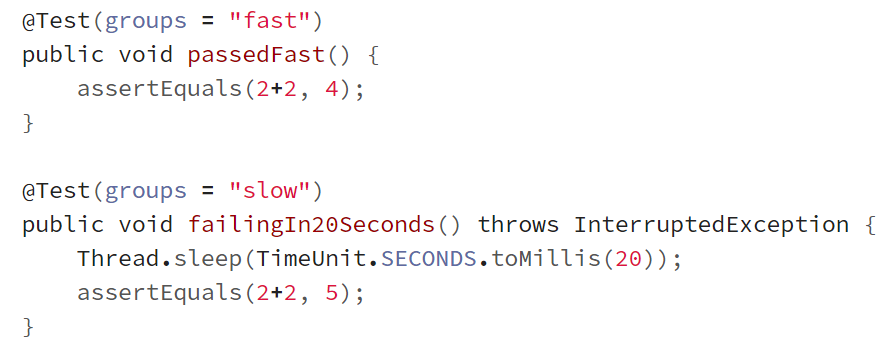 @Test(groups = "fast")
public void passedFast() {
    assertEquals(2+2, 4);
}

@Test(groups = "slow")
public void failingIn20Seconds() throws InterruptedException {
    Thread.sleep(TimeUnit.SECONDS.toMillis(20));
    assertEquals(2+2, 5);
}